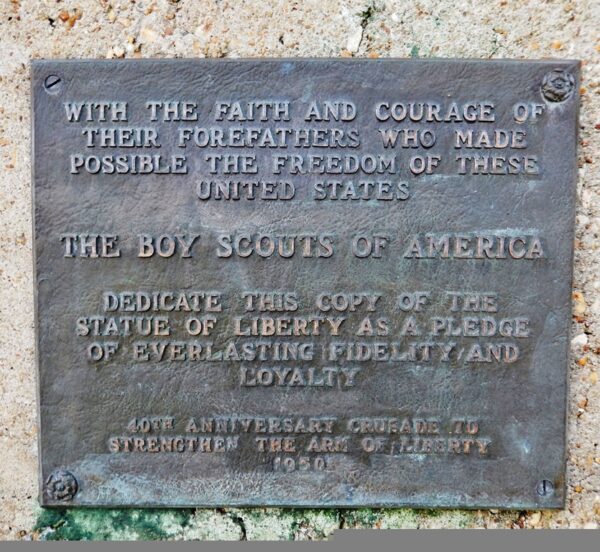 WITH THE FAITH AND COURAGE OF
THEIR FOREFATHERS WHO MADE
POSSIBLE THE FREEDOM OF THESE
UNITED STATES
THE BOY SCOUTS OF AMERICA
DEDICATE THIS COPY OF THE
STATUE OF LIBERTY AS A PLEDGE
OF EVERLASTING FIDELITY AND
LOYALTY
40TH ANNIVERSARY CRUSADE TO
STRENGTHEN THE ARM OF LIBERTY
1950